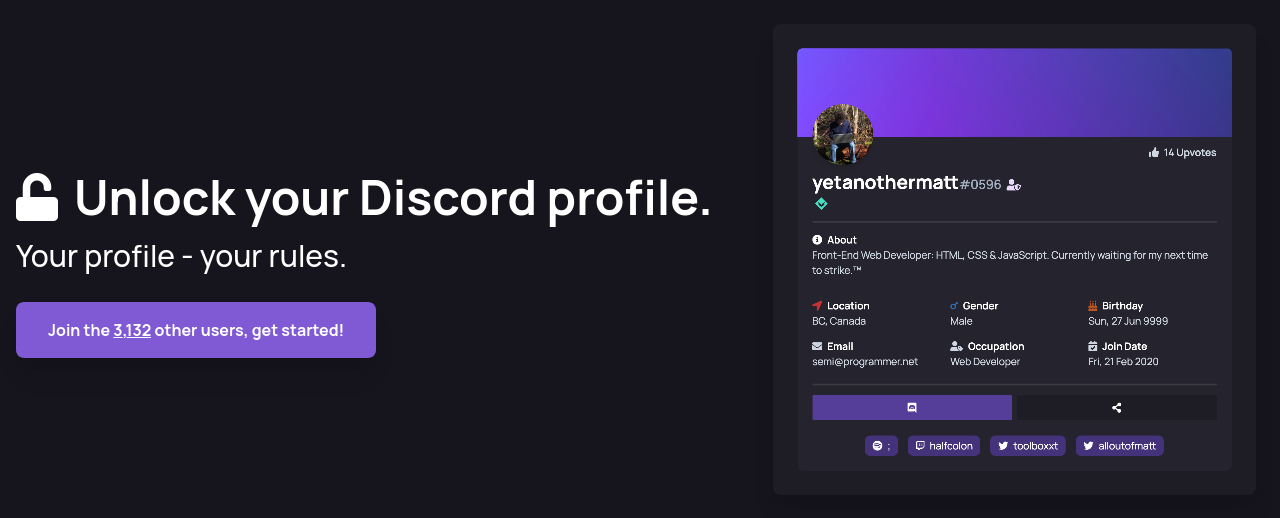 Unlock your Discord profile.
Your profile - your rules.
Join the 3,132 other users, get started!
14 Upvotes
yetanothermatt#0596
About
Front-End Web Developer: HTML, CSS & JavaScript. Currently waiting for my next time
to strike.™
Location Gender Birthday
BC, Canada Male Sun, 27 Jun 9999
Email Occupation Join Date
semi@programmer.net Web Developer Fri, 21 Feb 2020
; halfcolon toolboxxt alloutofmatt